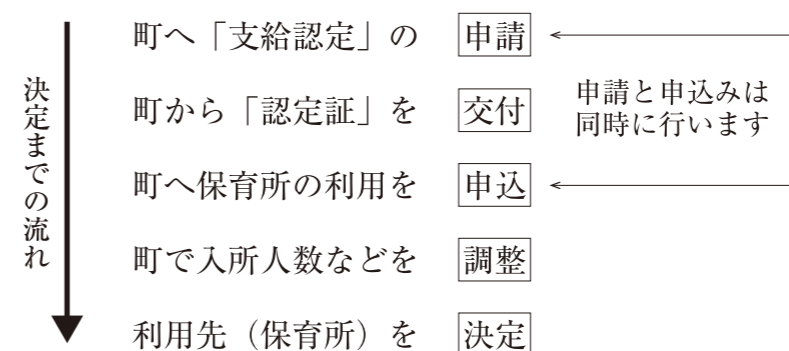 決定までの流れ
町へ「支給認定」の 申請
町から「認定証」を 交付
申請と申込みは
同時に行います
町へ保育所の利用を 申込
町で入所人数などを 調整
利用先（保育所）を 決定